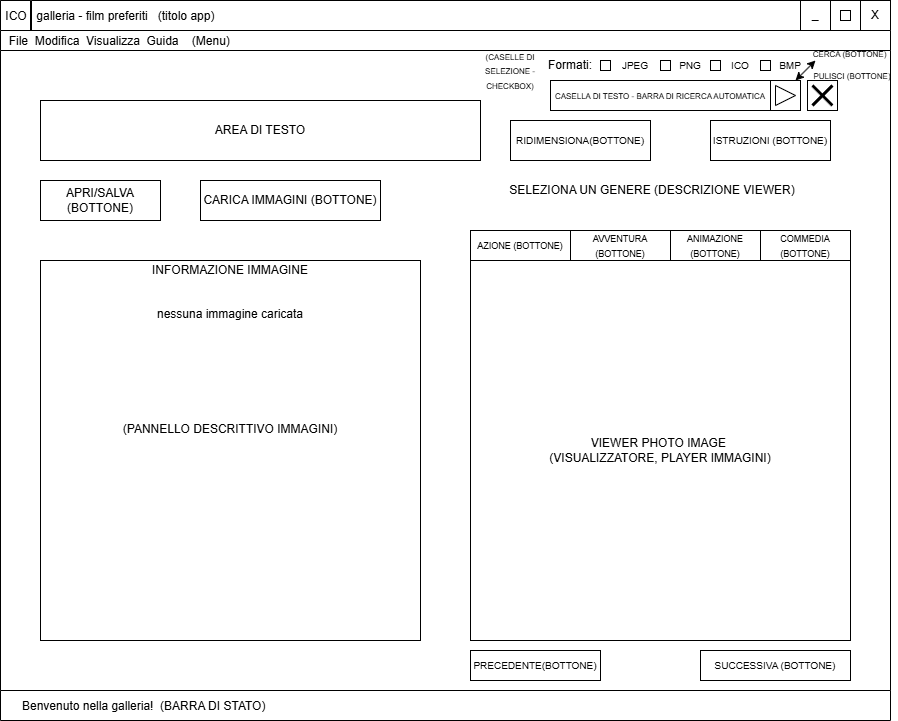 ICO galleria - film preferiti (titolo app) _ X
File Modifica Visualizza Guida (Menu)
(CASELLE DI
SELEZIONE -
CHECKBOX)
Formati: JPEG PNG ICO BMP
CERCA (BOTTONE)
PULISCI (BOTTONE)
CASELLA DI TESTO - BARRA DI RICERCA AUTOMATICA
AREA DI TESTO
RIDIMENSIONA(BOTTONE)
ISTRUZIONI (BOTTONE)
APRI/SALVA
(BOTTONE)
CARICA IMMAGINI (BOTTONE)
SELEZIONA UN GENERE (DESCRIZIONE VIEWER)
AZIONE (BOTTONE)
AVVENTURA
(BOTTONE)
ANIMAZIONE
(BOTTONE)
COMMEDIA
(BOTTONE)
INFORMAZIONE IMMAGINE
nessuna immagine caricata
(PANNELLO DESCRITTIVO IMMAGINI)
VIEWER PHOTO IMAGE
(VISUALIZZATORE, PLAYER IMMAGINI)
PRECEDENTE(BOTTONE)
SUCCESSIVA (BOTTONE)
Benvenuto nella galleria! (BARRA DI STATO)